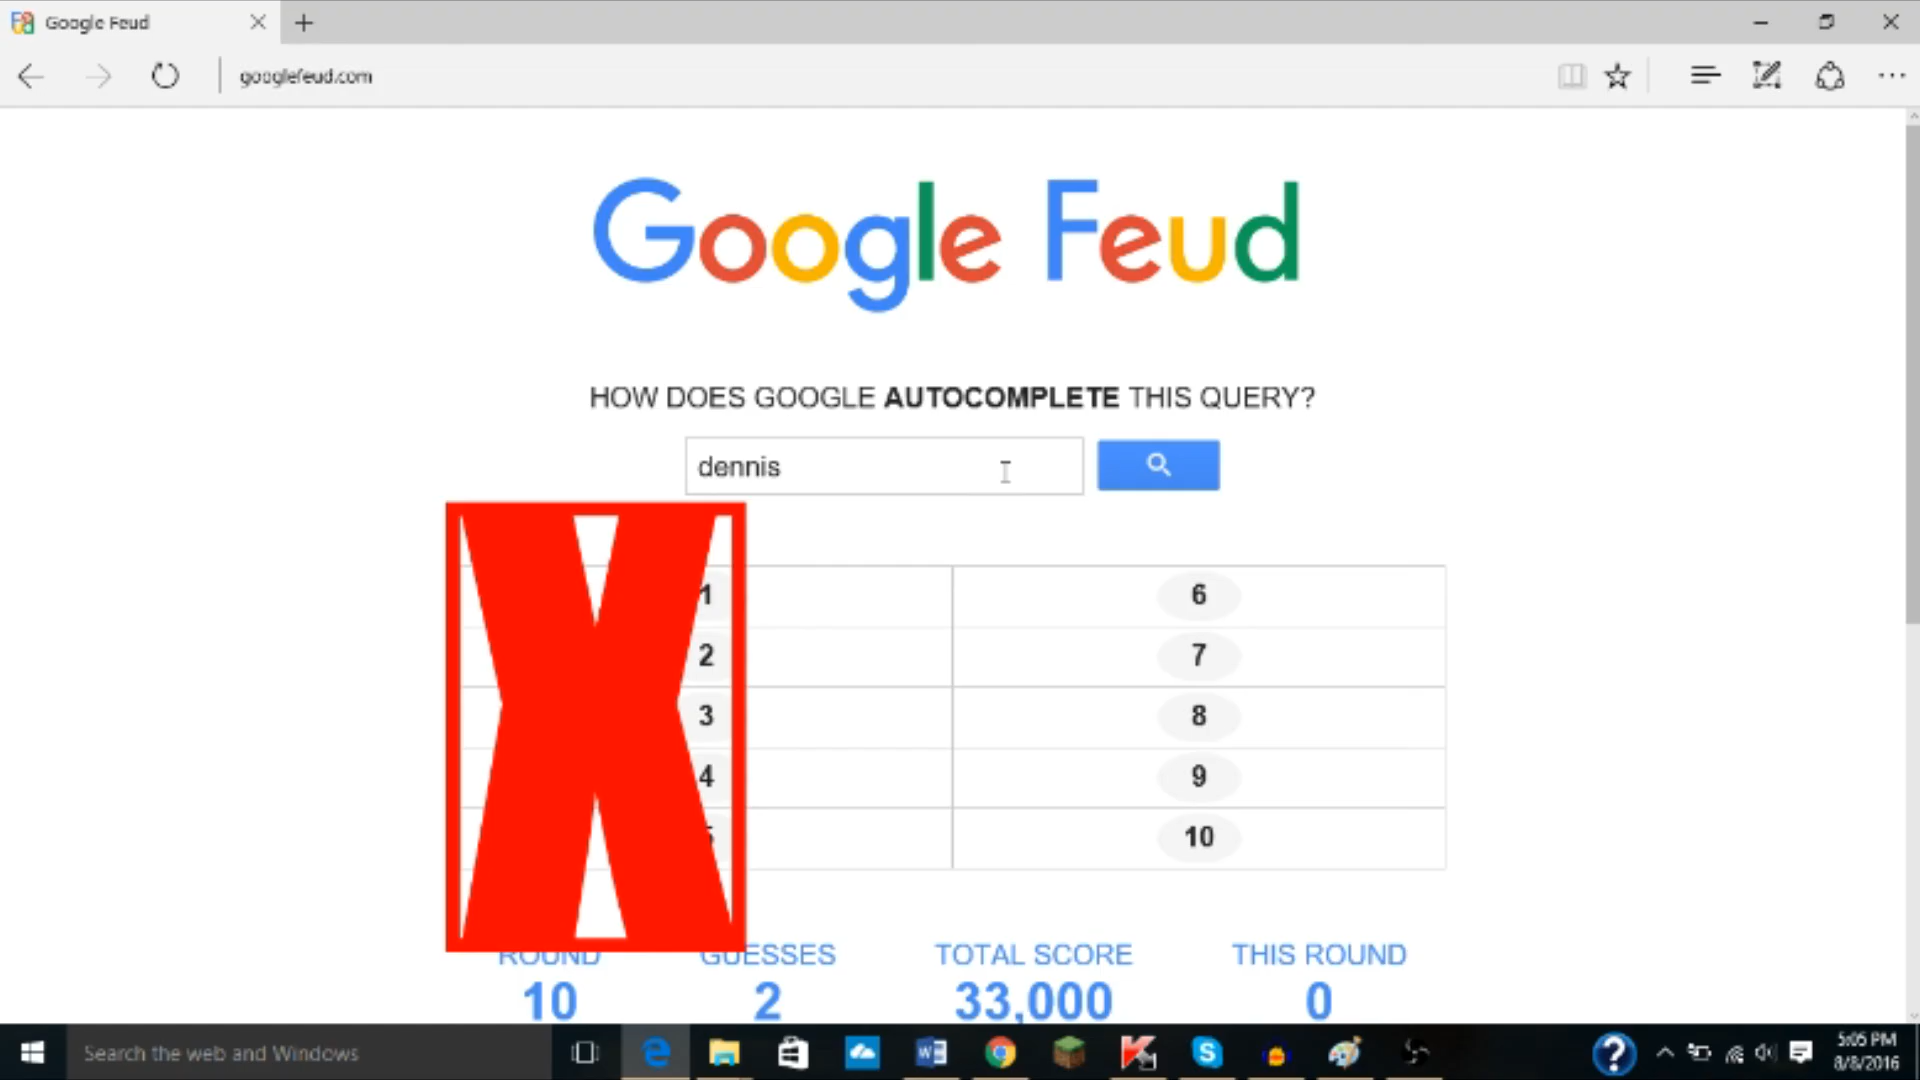 Google Feud
googlefeud.com
Google Feud
HOW DOES GOOGLE AUTOCOMPLETE THIS QUERY?
dennis
X
1 6
2 7
3 8
4 9
5 10
ROUND GUESSES TOTAL SCORE THIS ROUND
10 2 33,000 0
Search the web and Windows
5:05 PM
8/8/2016